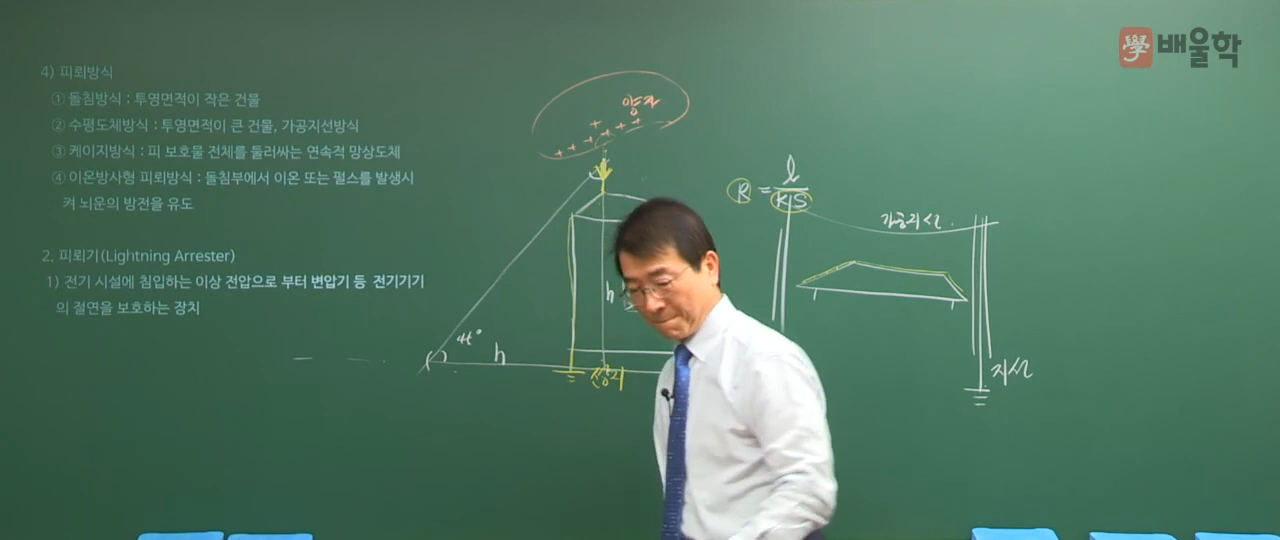 學 배울학
4) 피뢰방식
① 돌침방식 : 투영면적이 작은 건물
② 수평도체방식 : 투영면적이 큰 건물, 가공지선방식
③ 케이지방식 : 피 보호물 전체를 둘러싸는 연속적 망상도체
④ 이온방사형 피뢰방식 : 돌침부에서 이온 또는 펄스를 발생시
켜 뇌운의 방전을 유도
2. 피뢰기(Lightning Arrester)
1) 전기 시설에 침입하는 이상 전압으로 부터 변압기 등 전기기기
의 절연을 보호하는 장치
+ + + + + + +
R = l
K S
가공지선.
h
h
지선